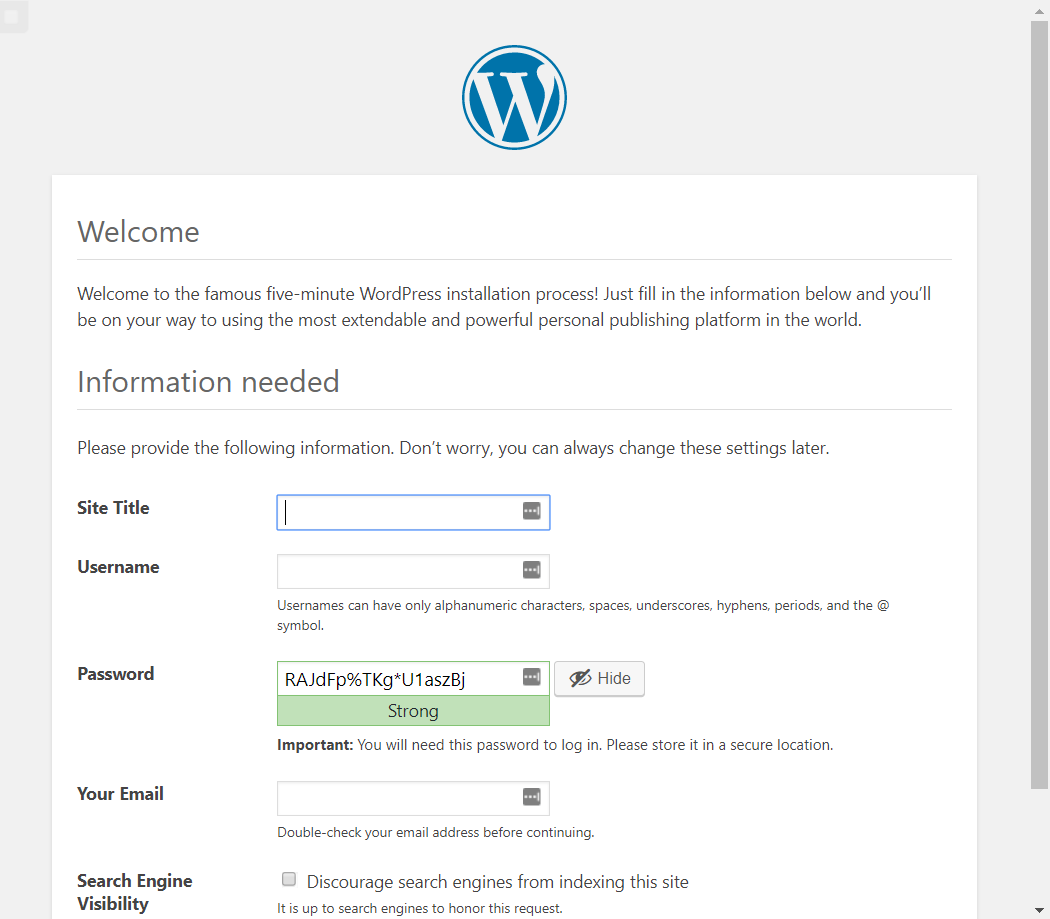 W
Welcome
Welcome to the famous five-minute WordPress installation process! Just fill in the information below and you’ll
be on your way to using the most extendable and powerful personal publishing platform in the world.
Information needed
Please provide the following information. Don’t worry, you can always change these settings later.
Site Title
Username
Usernames can have only alphanumeric characters, spaces, underscores, hyphens, periods, and the @
symbol.
Password
RAJdFp%TKg*U1aszBj
Hide
Strong
Important: You will need this password to log in. Please store it in a secure location.
Your Email
Double-check your email address before continuing.
Search Engine
Visibility
Discourage search engines from indexing this site
It is up to search engines to honor this request.